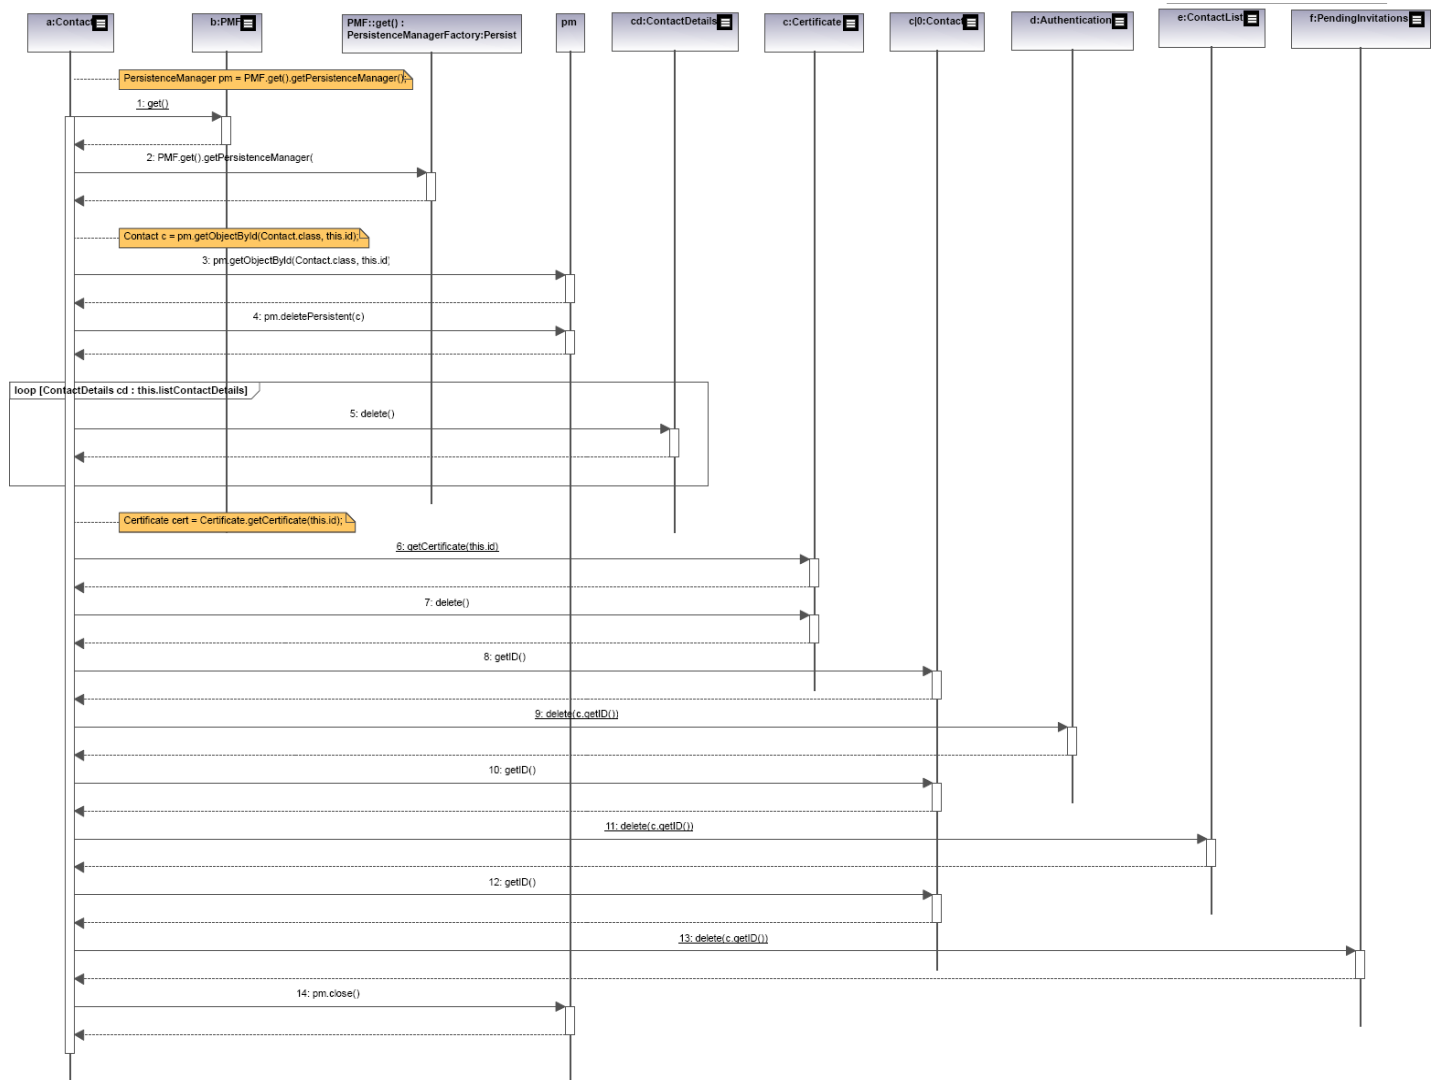 a:Contact
b:PMF
PMF::get() :
PersistenceManagerFactory:Persist
pm
cd:ContactDetails
c:Certificate
c|0:Contact
d:Authentication
e:ContactList
f:PendingInvitations
PersistenceManager pm = PMF.get().getPersistenceManager();
1: get()
2: PMF.get().getPersistenceManager(
Contact c = pm.getObjectById(Contact.class, this.id);
3: pm.getObjectById(Contact.class, this.id;
4: pm.deletePersistent(c)
loop [ContactDetails cd : this.listContactDetails]
5: delete()
Certificate cert = Certificate.getCertificate(this.id);
6: getCertificate(this.id)
7: delete()
8: getID()
9: delete(c.getID())
10: getID()
11: delete(c.getID())
12: getID()
13: delete(c.getID())
14: pm.close()